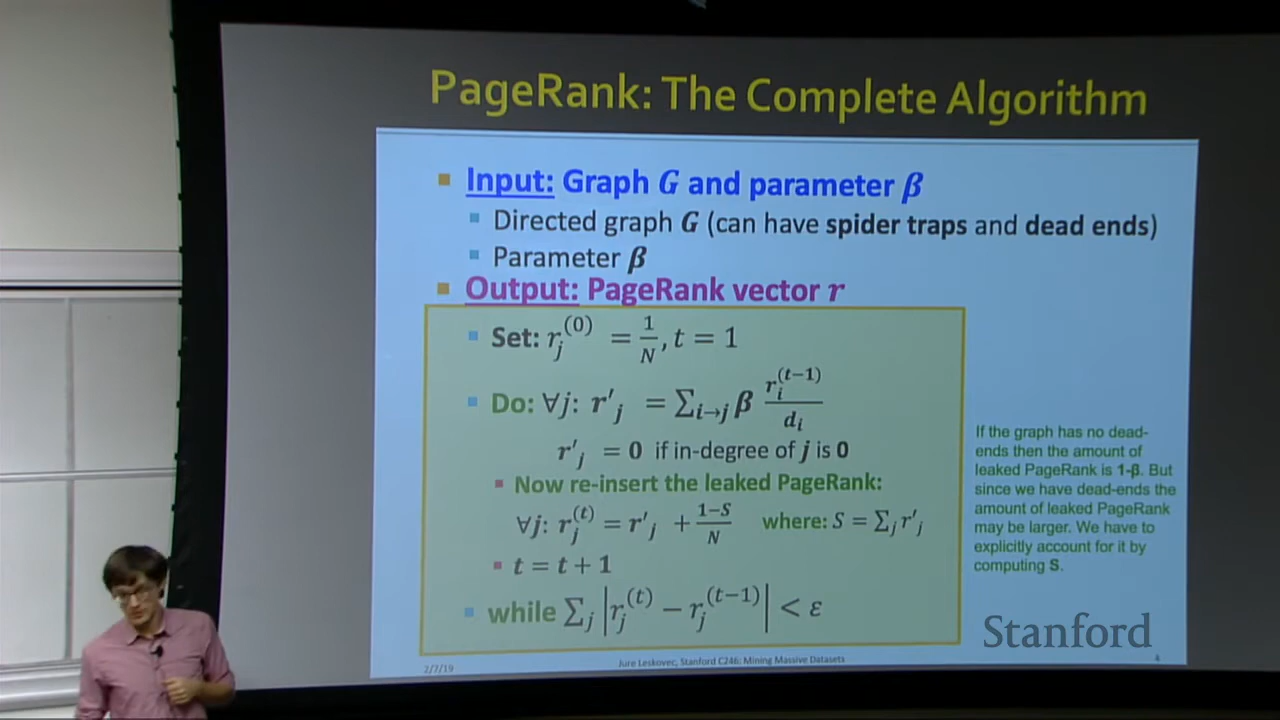 PageRank: The Complete Algorithm
Input: Graph G and parameter β
Directed graph G (can have spider traps and dead ends)
Parameter β
Output: PageRank vector r
Set: r_j^(0) = 1/N, t = 1
Do: ∀j: r'_j = ∑_{i→j} β r_i^(t−1)/d_i
r'_j = 0 if in-degree of j is 0
Now re-insert the leaked PageRank:
∀j: r_j^(t) = r'_j + (1−S)/N where: S = ∑_j r'_j
t = t + 1
while ∑_j |r_j^(t) − r_j^(t−1)| < ε
If the graph has no dead-
ends then the amount of
leaked PageRank is 1-β. But
since we have dead-ends the
amount of leaked PageRank
may be larger. We have to
explicitly account for it by
computing S.
Stanford
2/7/19
Jure Leskovec, Stanford C246: Mining Massive Datasets
4